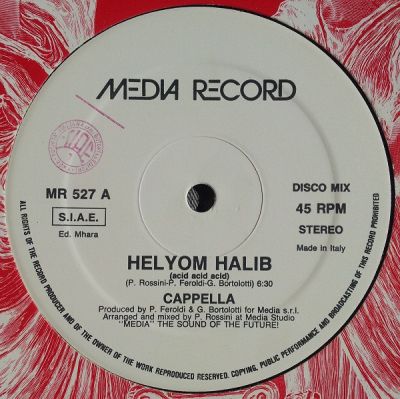 MEDIA RECORD
MR 527 A
S.I.A.E.
Ed. Mhara
DISCO MIX
45 RPM
STEREO
Made in Italy
HELYOM HALIB
(acid acid acid)
(P. Rossini-P. Feroldi-G. Bortolotti) 6:30
CAPPELLA
Produced by P. Feroldi & G. Bortolotti for Media s.r.l.
Arranged and mixed by P. Rossini at Media Studio
"MEDIA" THE SOUND OF THE FUTURE!
ALL RIGHTS OF THE RECORD PRODUCER AND OF THE OWNER OF THE WORK REPRODUCED RESERVED. COPYING, PUBLIC PERFORMANCE AND BROADCASTING OF THIS RECORD PROHIBITED